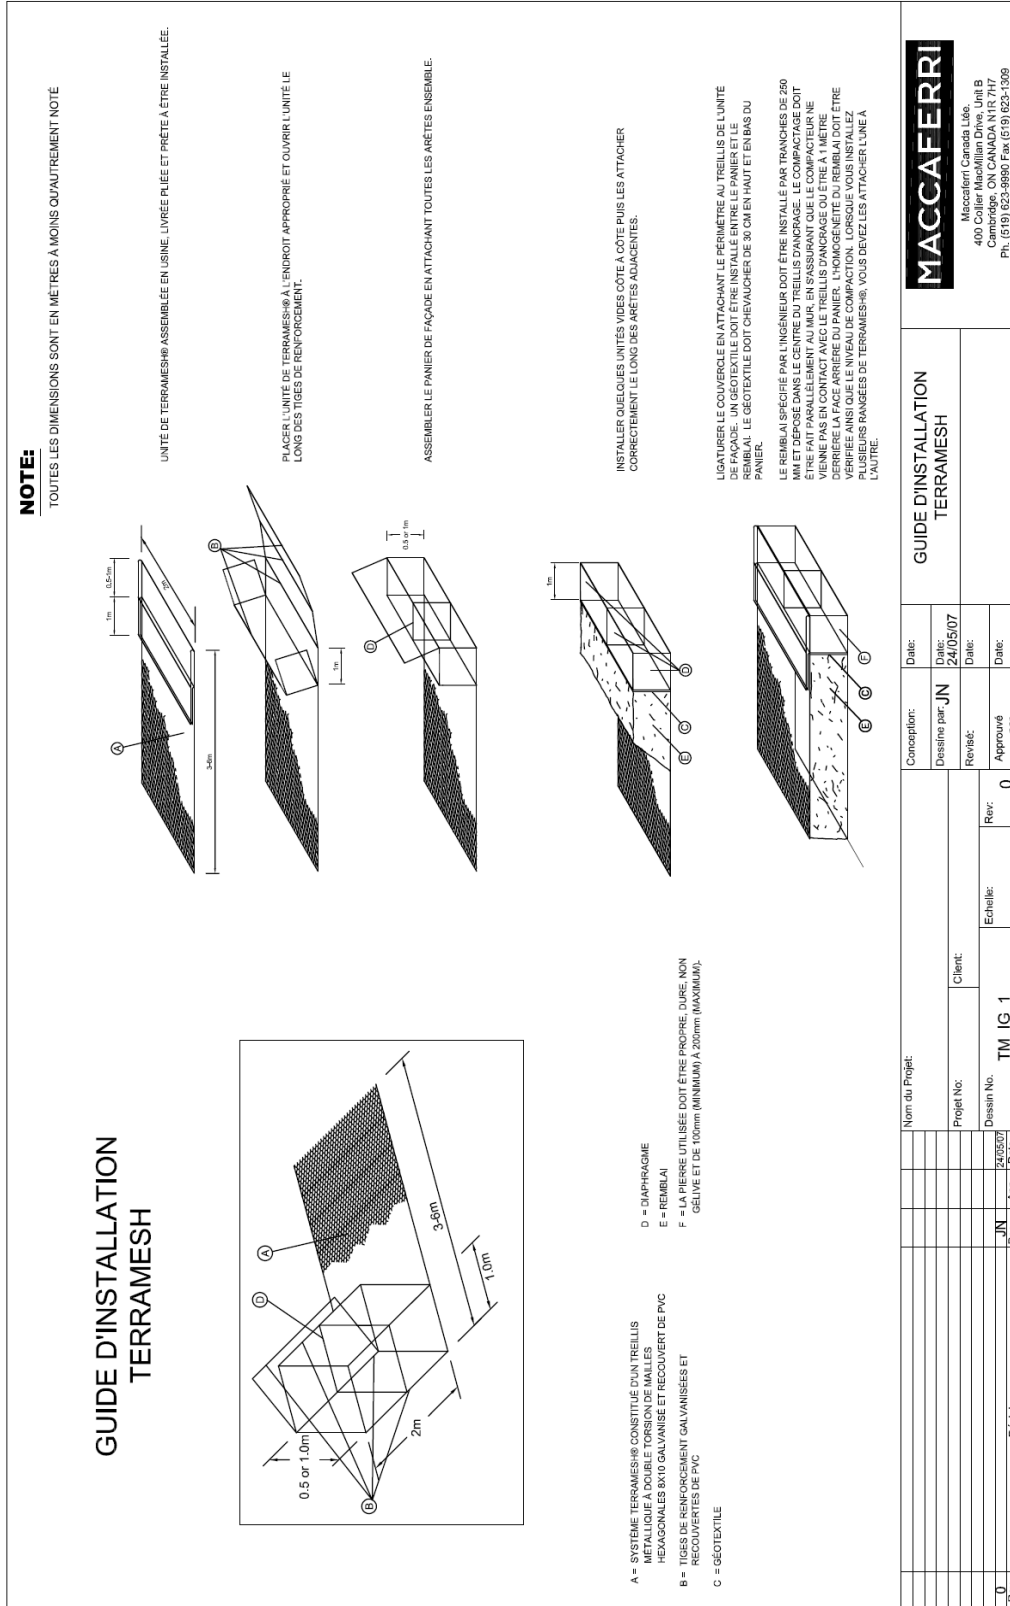 GUIDE D'INSTALLATION
TERRAMESH
0.5 or 1.0m
2m
1.0m
3-6m
A
B
D
A = SYSTÈME TERRAMESH® CONSTITUÉ D'UN TREILLIS
MÉTALLIQUE À DOUBLE TORSION DE MAILLES
HEXAGONALES 8X10 GALVANISÉ ET RECOUVERT DE PVC
B = TIGES DE RENFORCEMENT GALVANISÉES ET
RECOUVERTES DE PVC
C = GÉOTEXTILE
D = DIAPHRAGME
E = REMBLAI
F = LA PIERRE UTILISÉE DOIT ÊTRE PROPRE, DURE, NON
GÉLIVE ET DE 100mm (MINIMUM) À 200mm (MAXIMUM).
NOTE:
TOUTES LES DIMENSIONS SONT EN MÈTRES À MOINS QU'AUTREMENT NOTÉ
A
3-6m
1m
0.5-1m
2m
UNITÉ DE TERRAMESH® ASSEMBLÉE EN USINE, LIVRÉE PLIÉE ET PRÊTE À ÊTRE INSTALLÉE.
B
1m
PLACER L'UNITÉ DE TERRAMESH® À L'ENDROIT APPROPRIÉ ET OUVRIR L'UNITÉ LE
LONG DES TIGES DE RENFORCEMENT.
D
0.5 or 1m
ASSEMBLER LE PANIER DE FAÇADE EN ATTACHANT TOUTES LES ARÊTES ENSEMBLE.
1m
E
C
D
INSTALLER QUELQUES UNITÉS VIDES CÔTE À CÔTE PUIS LES ATTACHER
CORRECTEMENT LE LONG DES ARÊTES ADJACENTES.
E
C
F
LIGATURER LE COUVERCLE EN ATTACHANT LE PÉRIMÈTRE AU TREILLIS DE L'UNITÉ
DE FAÇADE. UN GÉOTEXTILE DOIT ÊTRE INSTALLÉ ENTRE LE PANIER ET LE
REMBLAI. LE GÉOTEXTILE DOIT CHEVAUCHER DE 30 CM EN HAUT ET EN BAS DU
PANIER.
LE REMBLAI SPÉCIFIÉ PAR L'INGÉNIEUR DOIT ÊTRE INSTALLÉ PAR TRANCHES DE 250
MM ET DÉPOSÉ DANS LE CENTRE DU TREILLIS D'ANCRAGE. LE COMPACTAGE DOIT
ÊTRE FAIT PARALLÈLEMENT AU MUR, EN S'ASSURANT QUE LE COMPACTEUR NE
VIENNE PAS EN CONTACT AVEC LE TREILLIS D'ANCRAGE OU ÊTRE À 1 MÈTRE
DERRIÈRE LA FACE ARRIÈRE DU PANIER. L'HOMOGÉNÉITÉ DU REMBLAI DOIT ÊTRE
VÉRIFIÉE AINSI QUE LE NIVEAU DE COMPACTION. LORSQUE VOUS INSTALLEZ
PLUSIEURS RANGÉES DE TERRAMESH®, VOUS DEVEZ LES ATTACHER L'UNE À
L'AUTRE.
0
JN
24/05/07
Nom du Projet:
Projet No:
Client:
Dessin No.
TM IG 1
Echelle:
Rev:
0
Conception:
Date:
Dessine par:
JN
Date:
24/05/07
Revisé:
Date:
Approuvé
Date:
GUIDE D'INSTALLATION
TERRAMESH
MACCAFERRI
Maccaferri Canada Ltée.
400 Collier MacMillan Drive, Unit B
Cambridge, ON CANADA N1R 7H7
Ph. (519) 623-9990 Fax (519) 623-1309